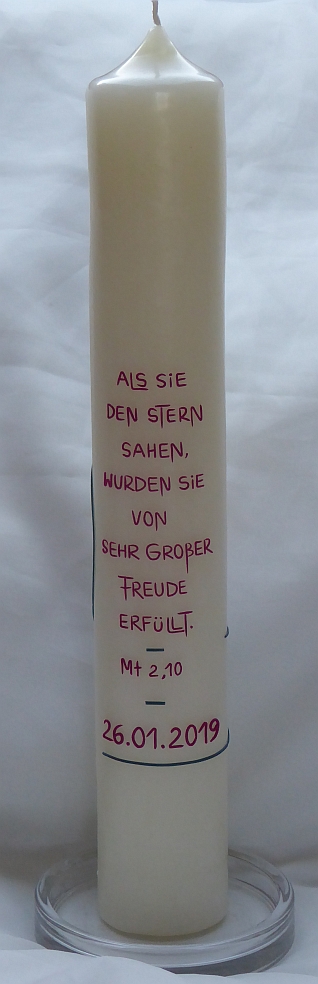 ALS SiE
DEN STERN
SAHEN,
WURDEN SiE
VON
SEHR GROßER
FREUDE
ERFÜLLT.
Mt 2,10
26.01.2019